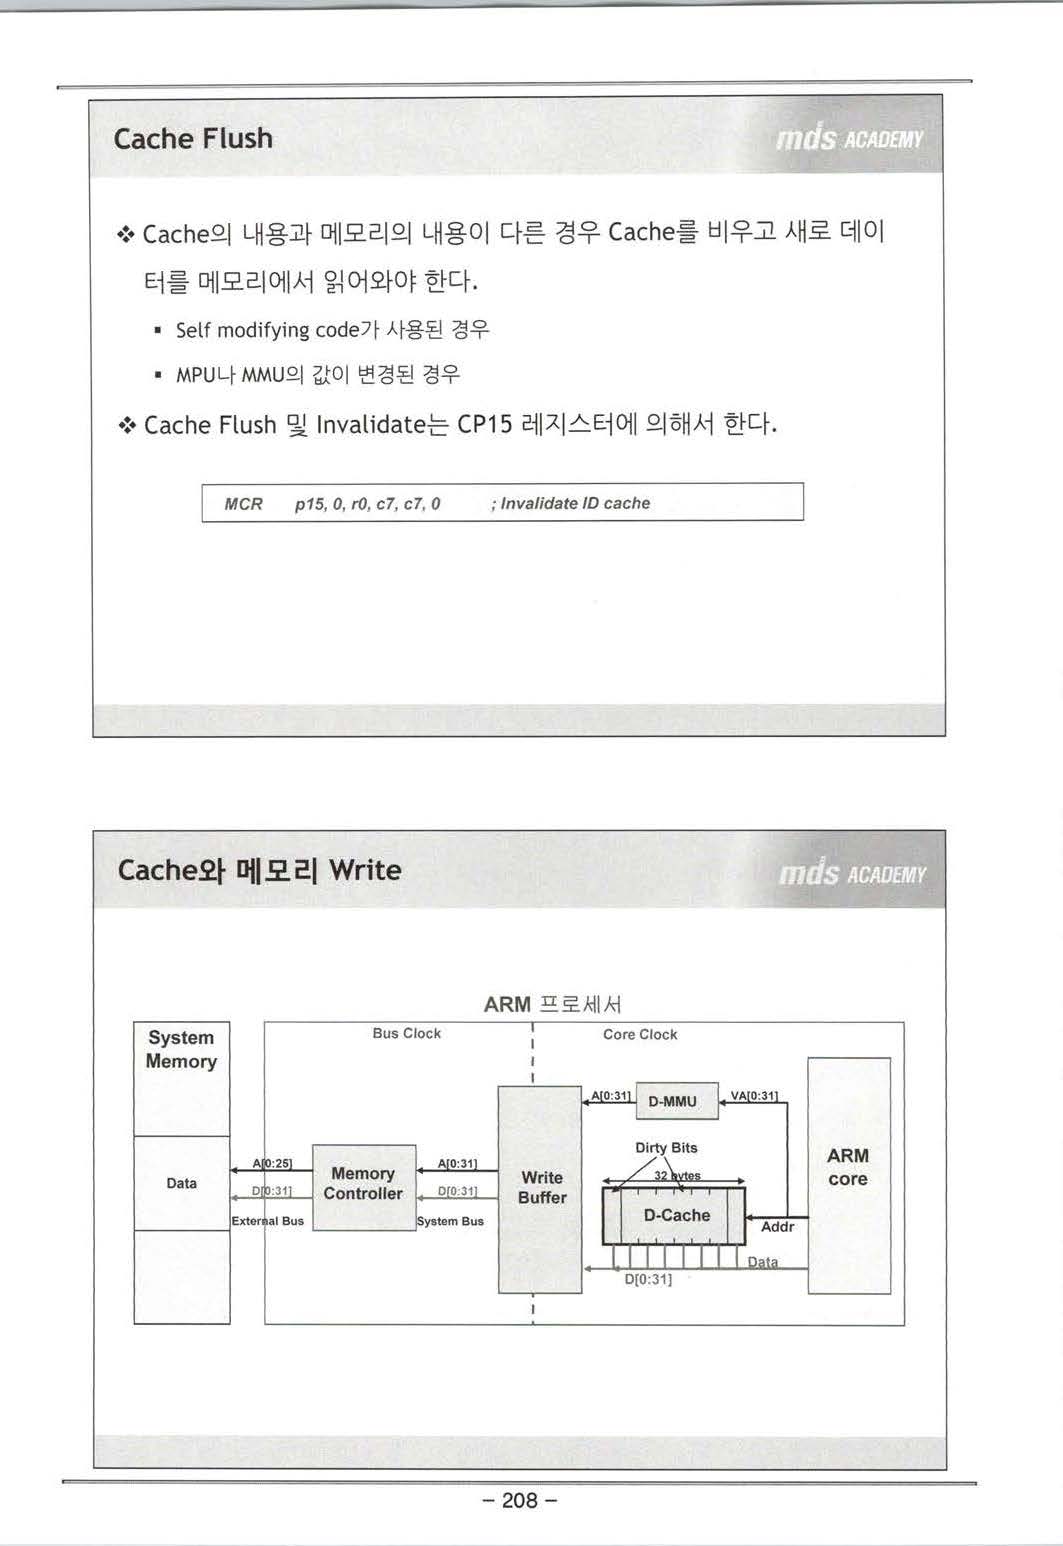 Cache Flush
mds ACADEMY
❖ Cache의 내용과 메모리의 내용이 다른 경우 Cache를 비우고 새로 데이
터를 메모리에서 읽어와야 한다.
▪ Self modifying code가 사용된 경우
▪ MPU나 MMU의 값이 변경된 경우
❖ Cache Flush 및 Invalidate는 CP15 레지스터에 의해서 한다.
MCR p15, 0, r0, c7, c7, 0 ; Invalidate ID cache
Cache와 메모리 Write
mds ACADEMY
ARM 프로세서
System
Memory
Bus Clock
Core Clock
A[0:31]
D-MMU
VA[0:31]
Dirty Bits
32 bytes
ARM
core
Data
A[0:25]
D[0:31]
External Bus
Memory
Controller
A[0:31]
D[0:31]
System Bus
Write
Buffer
D-Cache
Addr
Data
D[0:31]
- 208 -